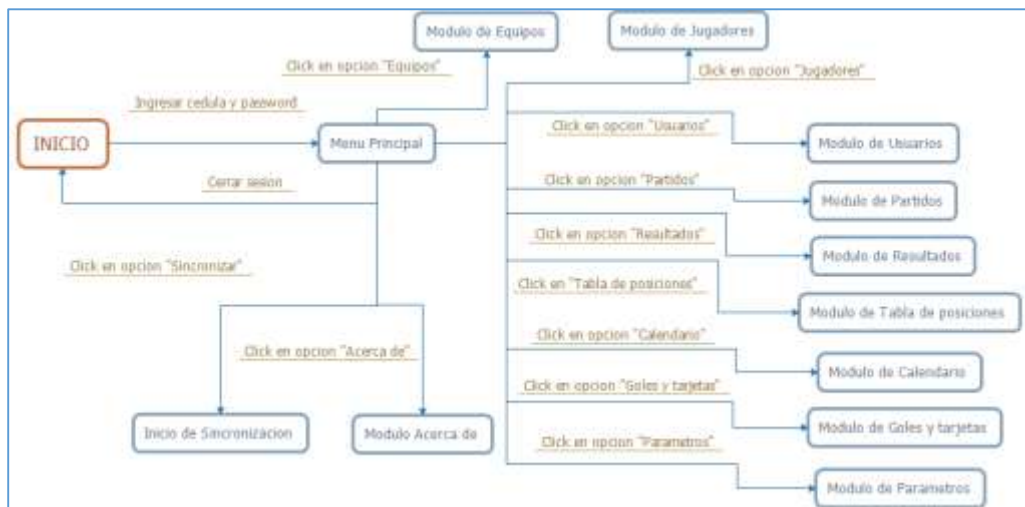 Modulo de Equipos
Modulo de Jugadores
Click en opcion "Equipos"
Click en opcion "Jugadores"
Ingresar cedula y password
INICIO
Menu Principal
Click en opcion "Usuarios"
Modulo de Usuarios
Cerrar sesion
Click en opcion "Partidos"
Modulo de Partidos
Click en opcion "Resultados"
Modulo de Resultados
Click en opcion "Sincronizar"
Click en "Tabla de posiciones"
Modulo de Tabla de posiciones
Click en opcion "Calendario"
Click en opcion "Acerca de"
Modulo de Calendario
Click en opcion "Goles y tarjetas"
Inicio de Sincronizacion
Modulo Acerca de
Modulo de Goles y tarjetas
Click en opcion "Parametros"
Modulo de Parametros